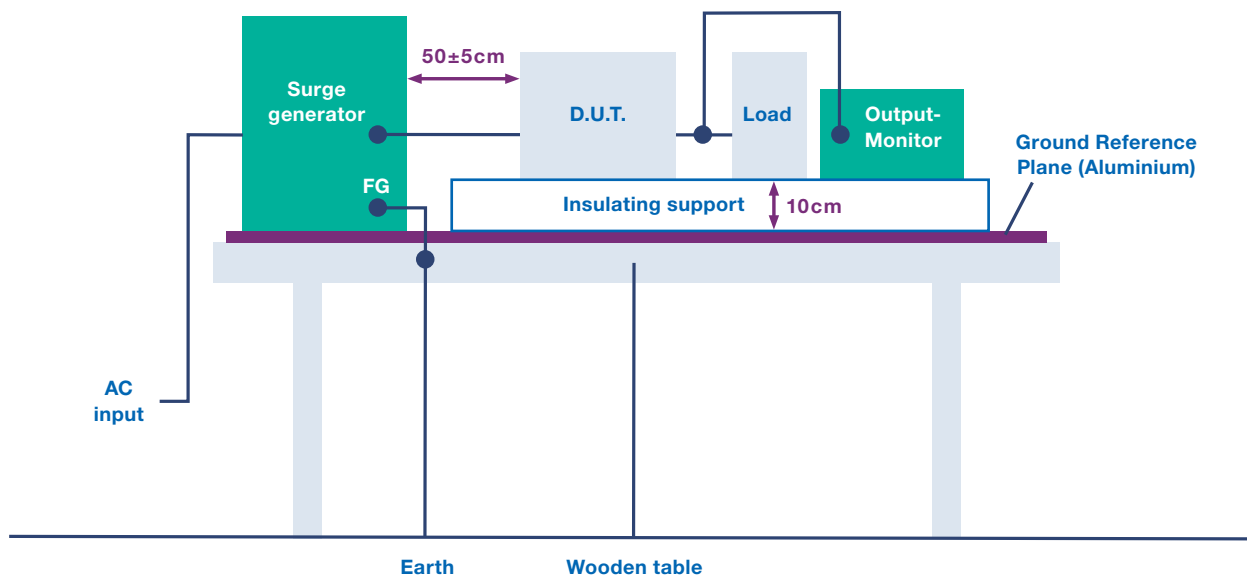 50±5cm
Surge
generator
D.U.T.
Load
Output-
Monitor
Ground Reference
Plane (Aluminium)
FG
Insulating support
10cm
AC
input
Earth
Wooden table